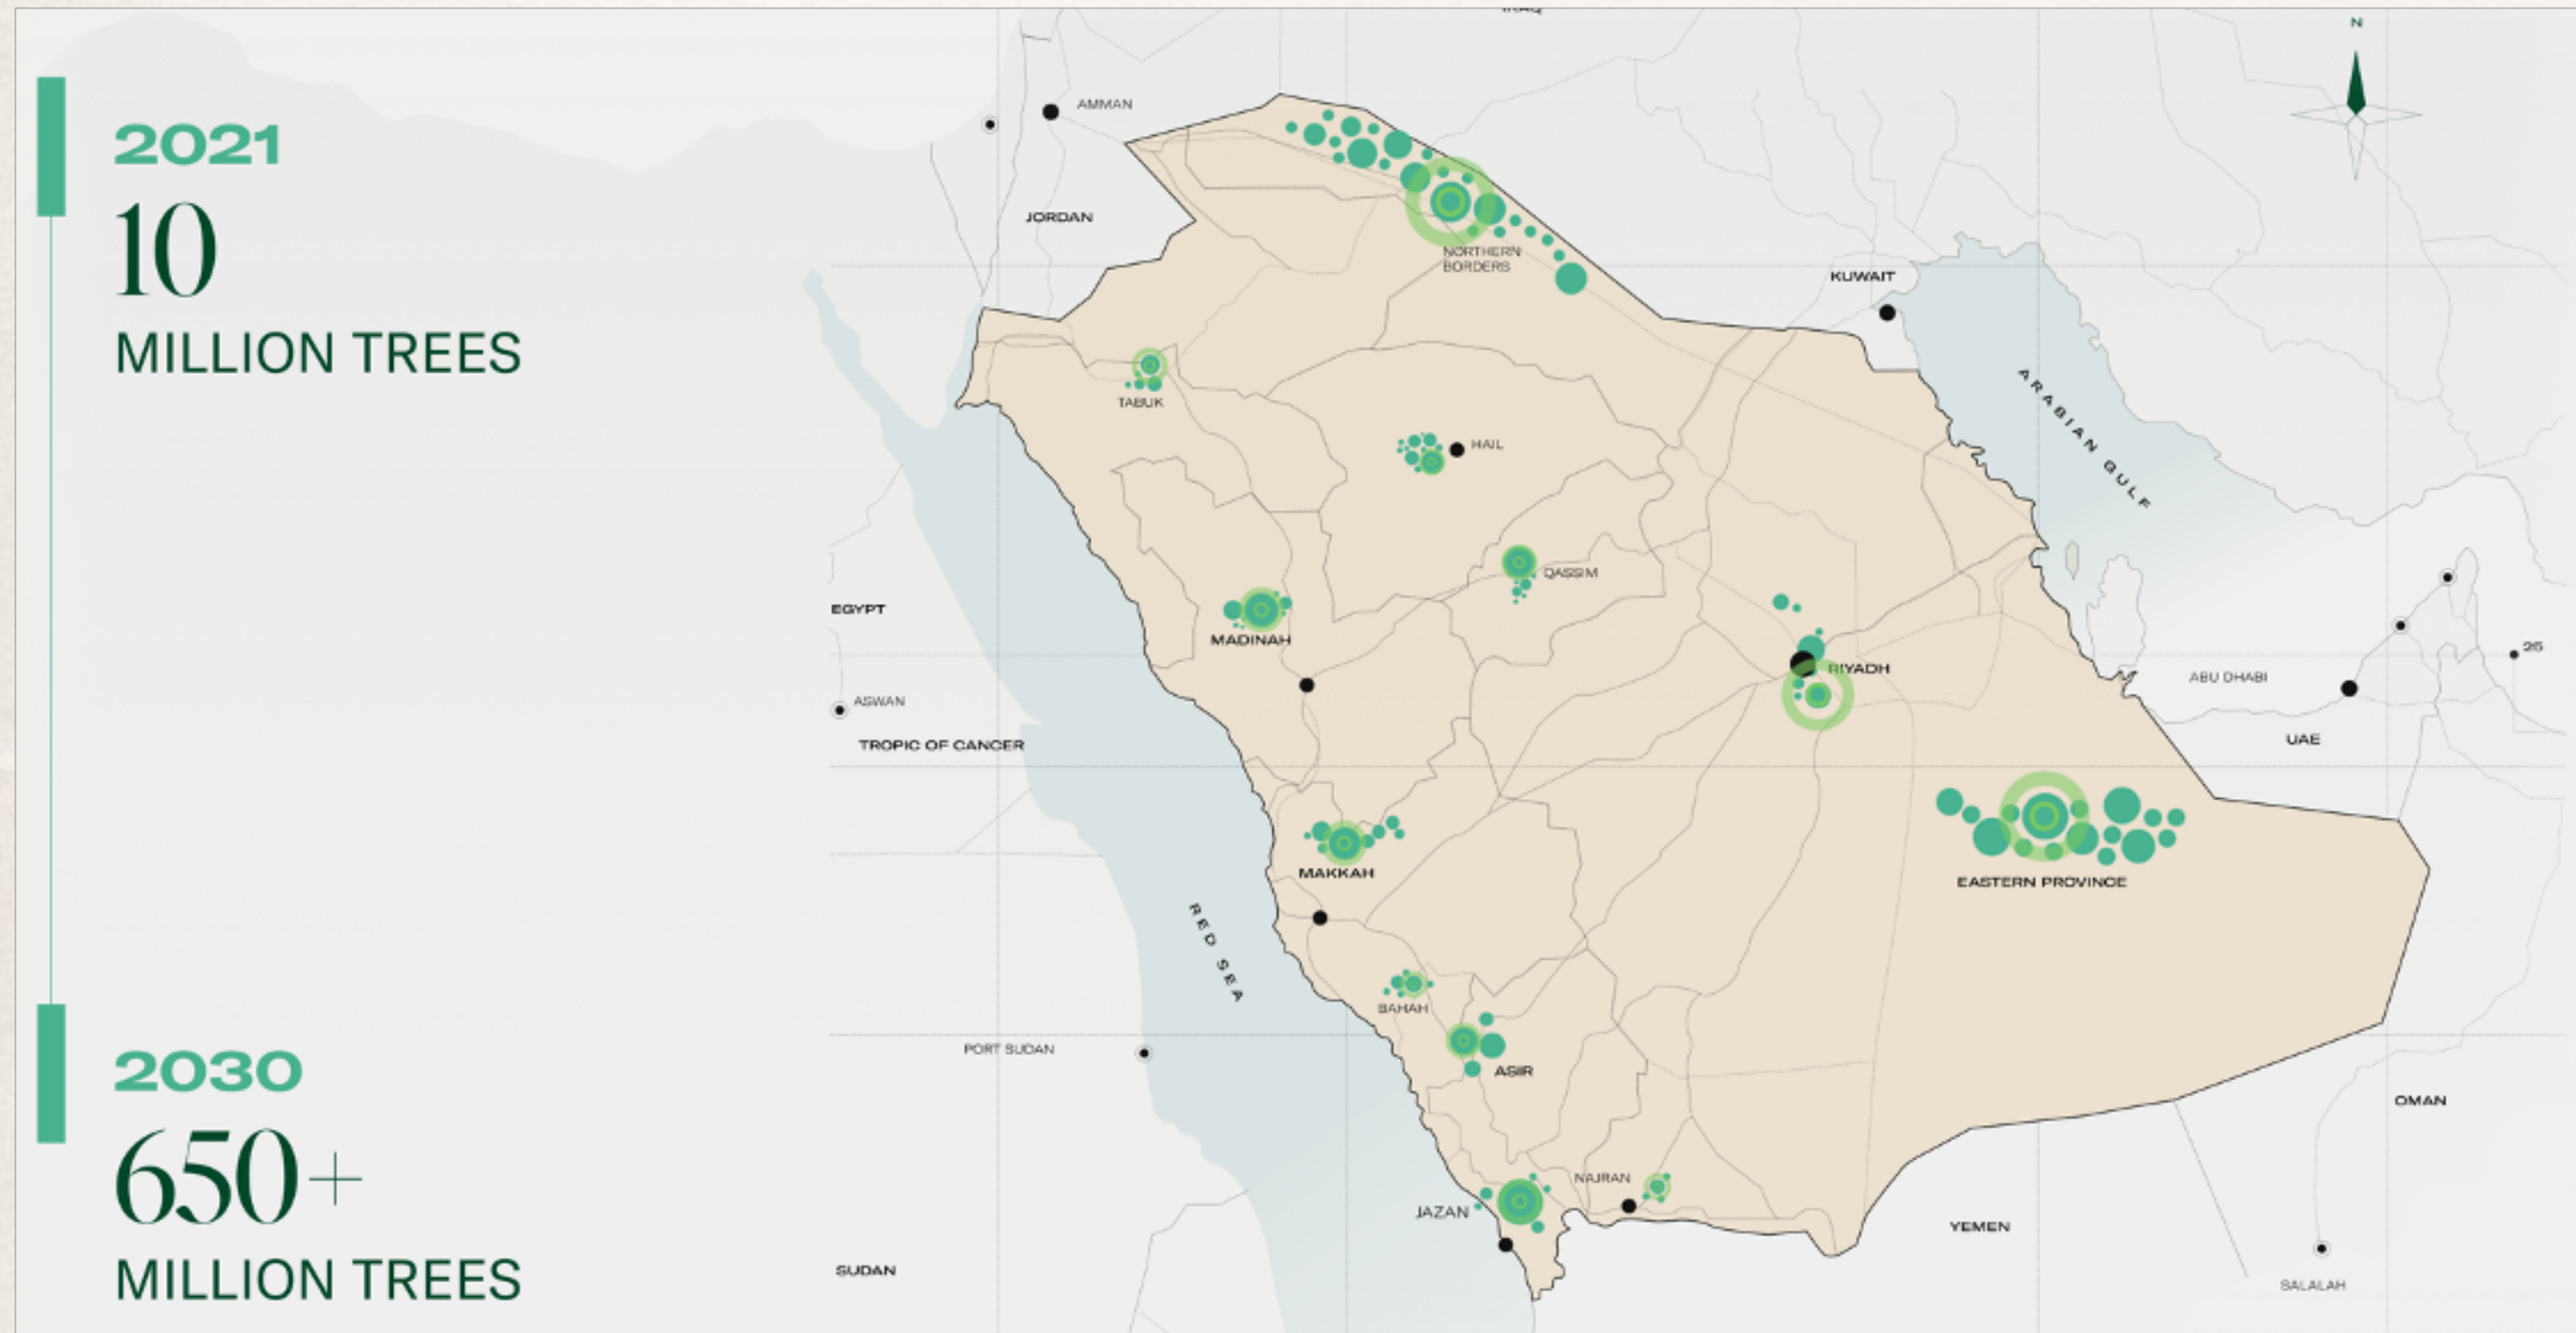 2021
10
MILLION TREES
2030
650+
MILLION TREES
N
AMMAN
JORDAN
NORTHERN
BORDERS
KUWAIT
ARABIAN GULF
TABUK
HAIL
QASSIM
EGYPT
MADINAH
RIYADH
25
ABU DHABI
ASWAN
UAE
TROPIC OF CANCER
MAKKAH
EASTERN PROVINCE
RED SEA
BAHAH
PORT SUDAN
ASIR
OMAN
NAJRAN
JAZAN
YEMEN
SUDAN
SALALAH